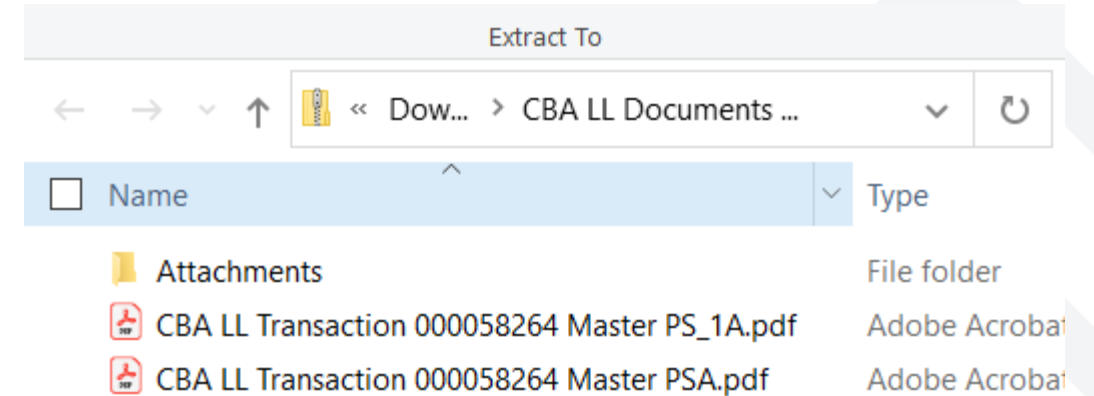 Extract To
« Dow... > CBA LL Documents ...
Name Type
Attachments File folder
CBA LL Transaction 000058264 Master PS_1A.pdf Adobe Acrobat
CBA LL Transaction 000058264 Master PSA.pdf Adobe Acrobat